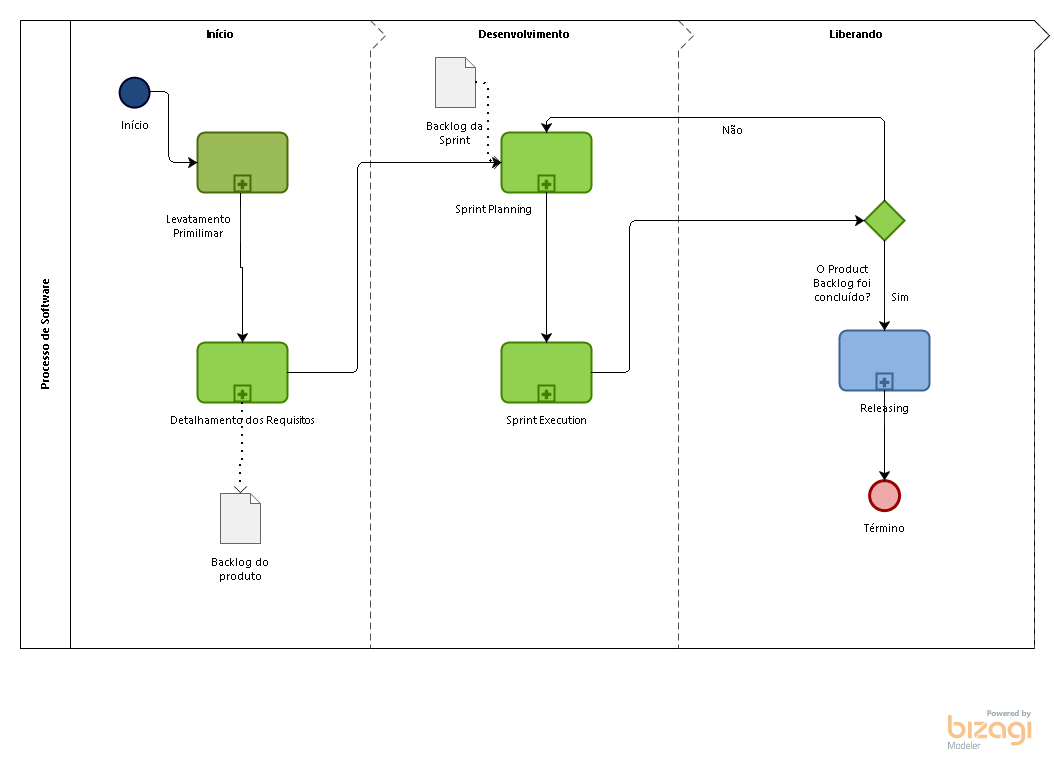 Processo de Software
Início
Desenvolvimento
Liberando
Início
Levatamento
Primilimar
Detalhamento dos Requisitos
Backlog do
produto
Backlog da
Sprint
Sprint Planning
Sprint Execution
Não
O Product
Backlog foi
concluído?
Sim
Releasing
Término
Powered by
bizagi
Modeler